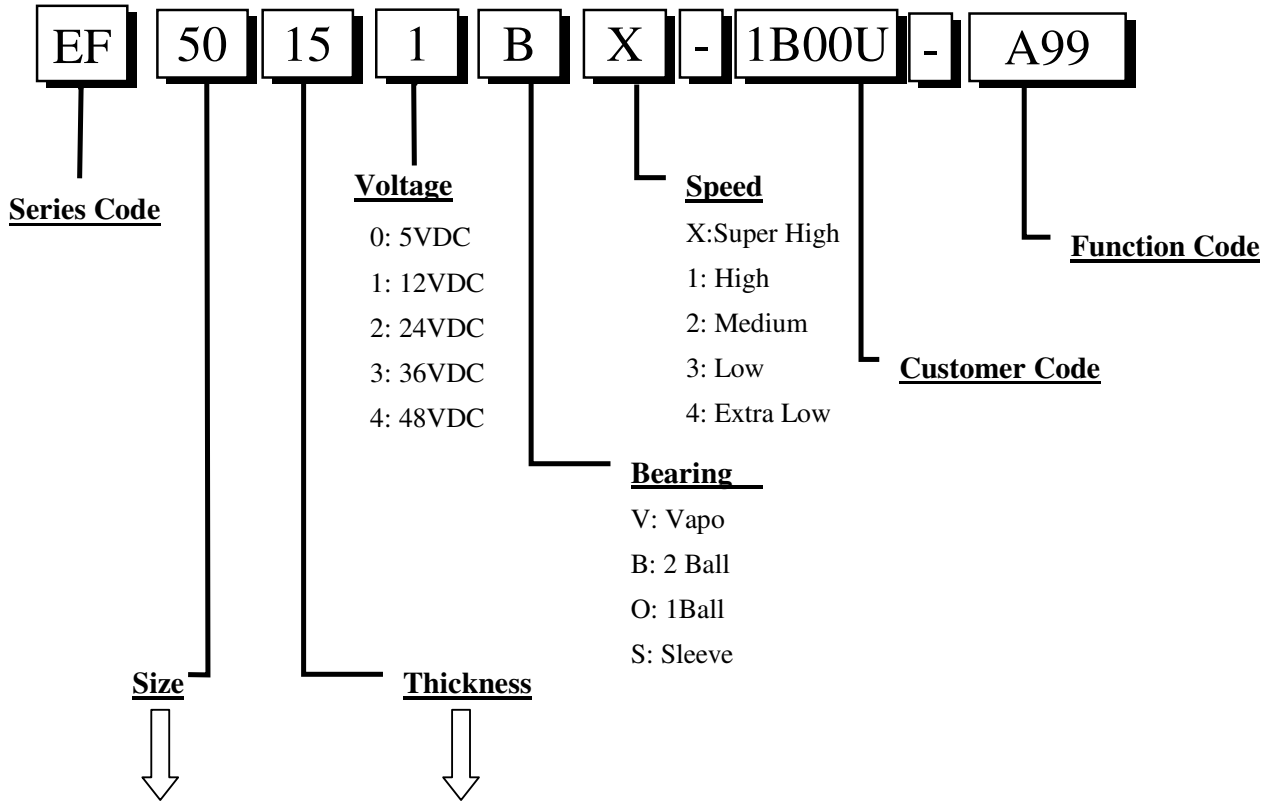 EF 50 15 1 B X - 1B00U - A99
Series Code
Voltage
0: 5VDC
1: 12VDC
2: 24VDC
3: 36VDC
4: 48VDC
Speed
X:Super High
1: High
2: Medium
3: Low
4: Extra Low
Function Code
Customer Code
Bearing
V: Vapo
B: 2 Ball
O: 1Ball
S: Sleeve
Size
Thickness